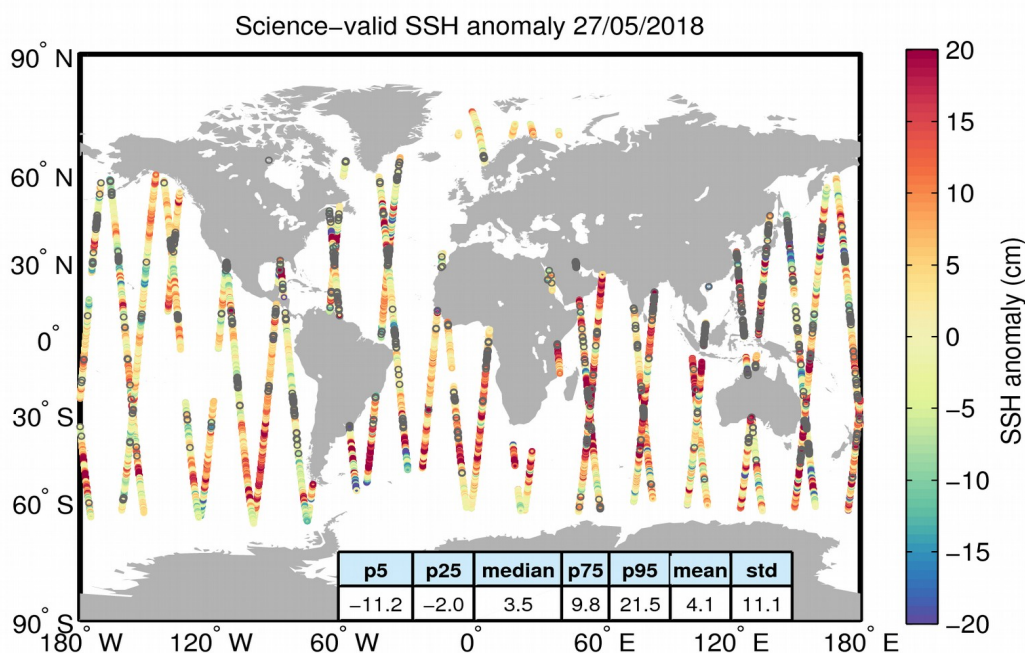 Science−valid SSH anomaly 27/05/2018
90° N
60° N
30° N
0°
30° S
60° S
90° S
180° W
120° W
60° W
0°
60° E
120° E
180° E
p5 p25 median p75 p95 mean std
−11.2 −2.0 3.5 9.8 21.5 4.1 11.1
20
15
10
5
0
−5
−10
−15
−20
SSH anomaly (cm)